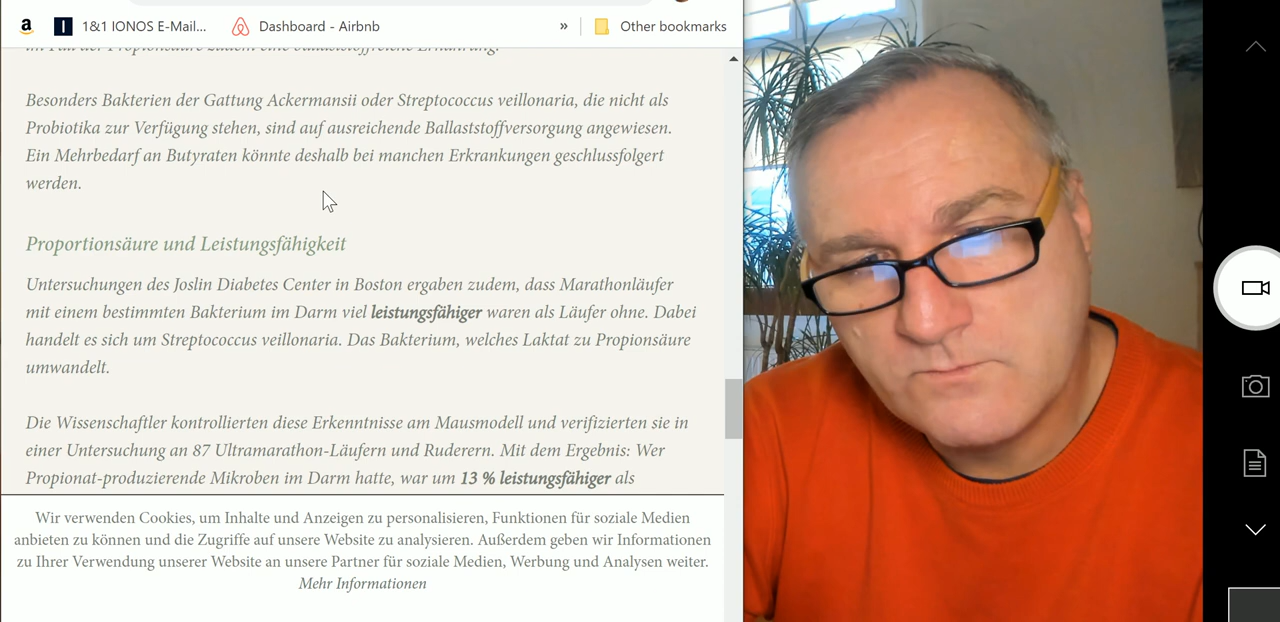 1&1 IONOS E-Mail...
Dashboard - Airbnb
»
Other bookmarks
im Fall der Propionsäure zudem eine ballaststoffreiche Ernährung.
Besonders Bakterien der Gattung Ackermansii oder Streptococcus veillonaria, die nicht als
Probiotika zur Verfügung stehen, sind auf ausreichende Ballaststoffversorgung angewiesen.
Ein Mehrbedarf an Butyraten könnte deshalb bei manchen Erkrankungen geschlussfolgert
werden.
Proportionsäure und Leistungsfähigkeit
Untersuchungen des Joslin Diabetes Center in Boston ergaben zudem, dass Marathonläufer
mit einem bestimmten Bakterium im Darm viel leistungsfähiger waren als Läufer ohne. Dabei
handelt es sich um Streptococcus veillonaria. Das Bakterium, welches Laktat zu Propionsäure
umwandelt.
Die Wissenschaftler kontrollierten diese Erkenntnisse am Mausmodell und verifizierten sie in
einer Untersuchung an 87 Ultramarathon-Läufern und Ruderern. Mit dem Ergebnis: Wer
Propionat-produzierende Mikroben im Darm hatte, war um 13 % leistungsfähiger als
Wir verwenden Cookies, um Inhalte und Anzeigen zu personalisieren, Funktionen für soziale Medien
anbieten zu können und die Zugriffe auf unsere Website zu analysieren. Außerdem geben wir Informationen
zu Ihrer Verwendung unserer Website an unsere Partner für soziale Medien, Werbung und Analysen weiter.
Mehr Informationen